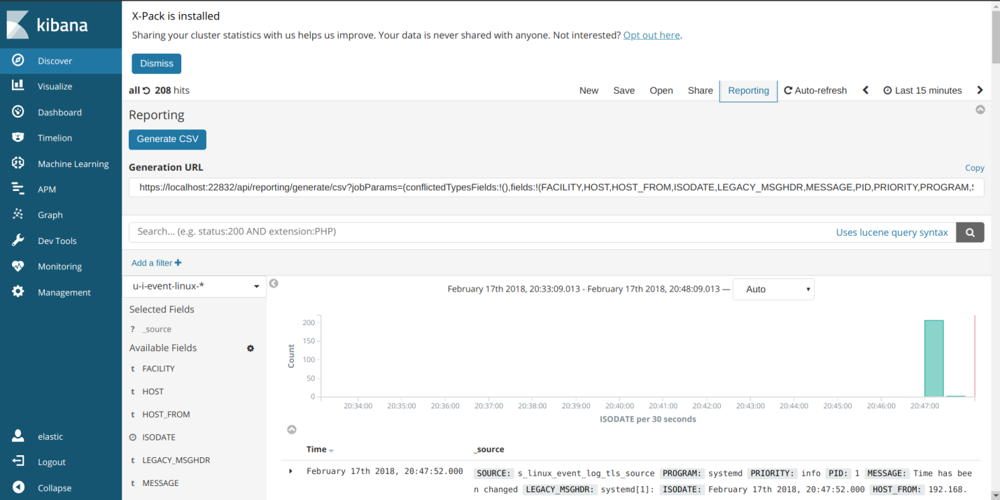 kibana
Discover
Visualize
Dashboard
Timelion
Machine Learning
APM
Graph
Dev Tools
Monitoring
Management
elastic
Logout
Collapse
X-Pack is installed
Sharing your cluster statistics with us helps us improve. Your data is never shared with anyone. Not interested? Opt out here.
Dismiss
all 208 hits
New Save Open Share Reporting Auto-refresh Last 15 minutes
Reporting
Generate CSV
Generation URL Copy
https://localhost:22832/api/reporting/generate/csv?jobParams=(conflictedTypesFields:!(),fields:!(FACILITY,HOST,HOST_FROM,ISODATE,LEGACY_MSGHDR,MESSAGE,PID,PRIORITY,PROGRAM,
Search... (e.g. status:200 AND extension:PHP) Uses lucene query syntax
Add a filter +
u-i-event-linux-*
Selected Fields
? _source
Available Fields
t FACILITY
t HOST
t HOST_FROM
ISODATE
t LEGACY_MSGHDR
t MESSAGE
February 17th 2018, 20:33:09.013 - February 17th 2018, 20:48:09.013 — Auto
Count
200
150
100
50
0
20:34:00 20:35:00 20:36:00 20:37:00 20:38:00 20:39:00 20:40:00 20:41:00 20:42:00 20:43:00 20:44:00 20:45:00 20:46:00 20:47:00
ISODATE per 30 seconds
Time _source
February 17th 2018, 20:47:52.000 SOURCE: s_linux_event_log_tls_source PROGRAM: systemd PRIORITY: info PID: 1 MESSAGE: Time has bee
n changed LEGACY_MSGHDR: systemd[1]: ISODATE: February 17th 2018, 20:47:52.000 HOST_FROM: 192.168.